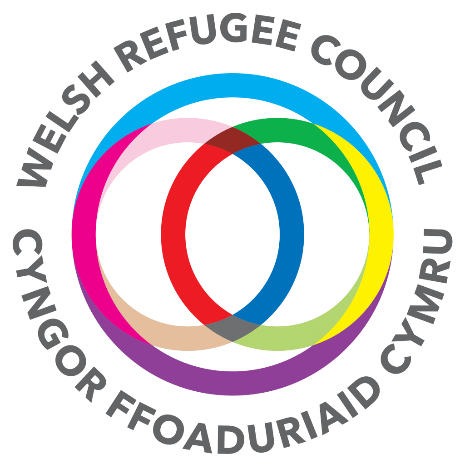 WELSH REFUGEE COUNCIL
CYNGOR FFOADURIAID CYMRU